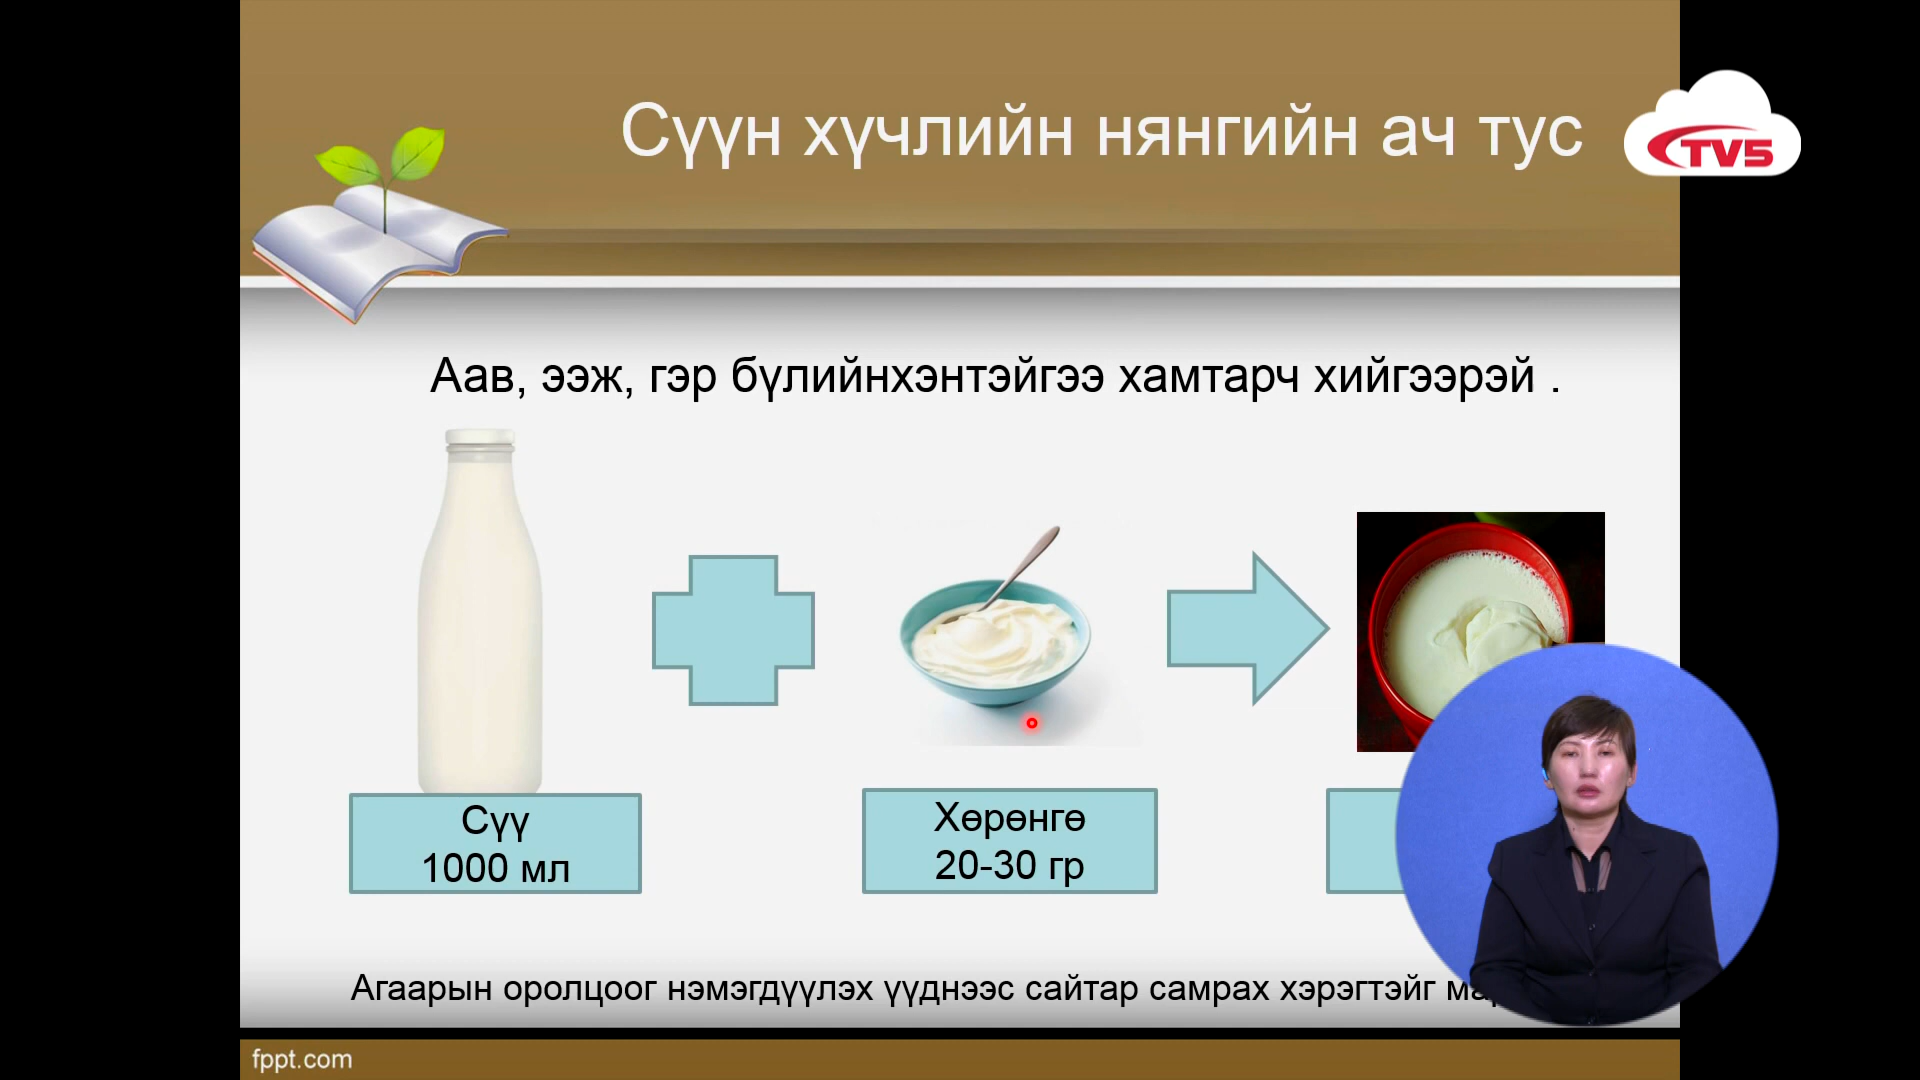 Сүүн хүчлийн нянгийн ач тус
TV5
Аав, ээж, гэр бүлийнхэнтэйгээ хамтарч хийгээрэй .
Сүү
1000 мл
Хөрөнгө
20-30 гр
Агаарын оролцоог нэмэгдүүлэх үүднээс сайтар самрах хэрэгтэйг
fppt.com